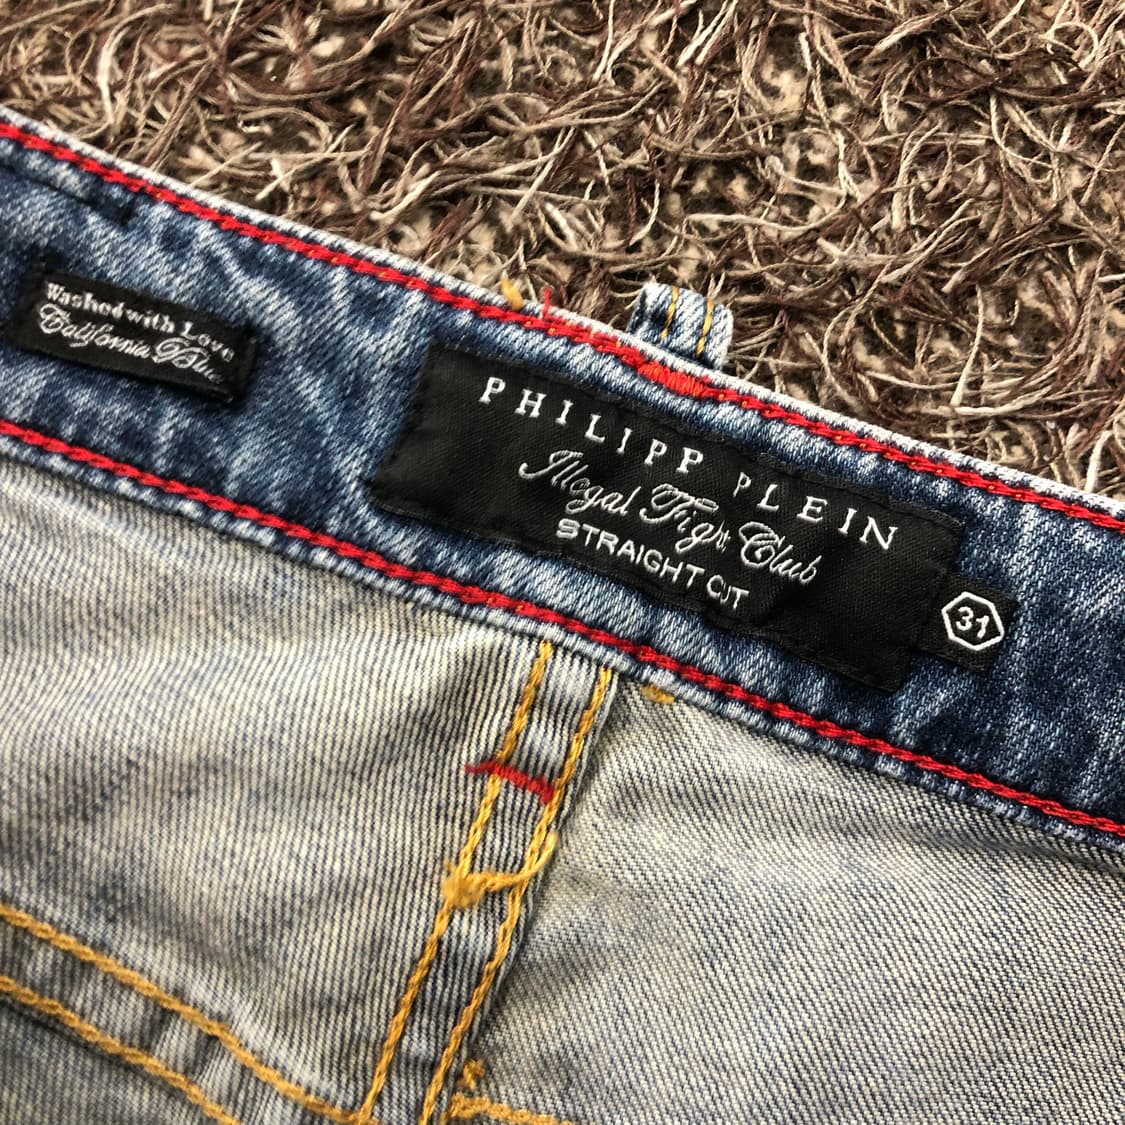 Washed with Love
California Blue
PHILIPP PLEIN
Illegal Fight Club
STRAIGHT CUT
31